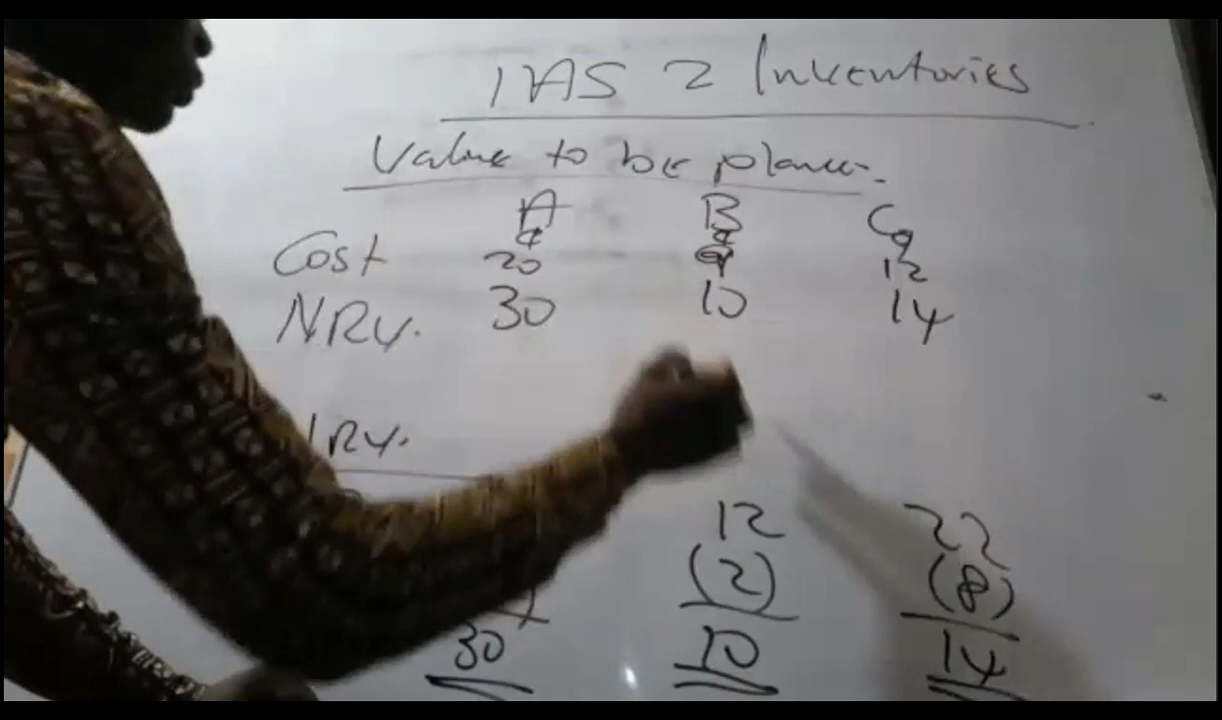 IAS 2 Inventories
Value to be
A B C
¢ ¢ ¢
Cost 20 9 12
NRV. 30 10 14
NRV.
12 22
(2) (8)
30 10 14